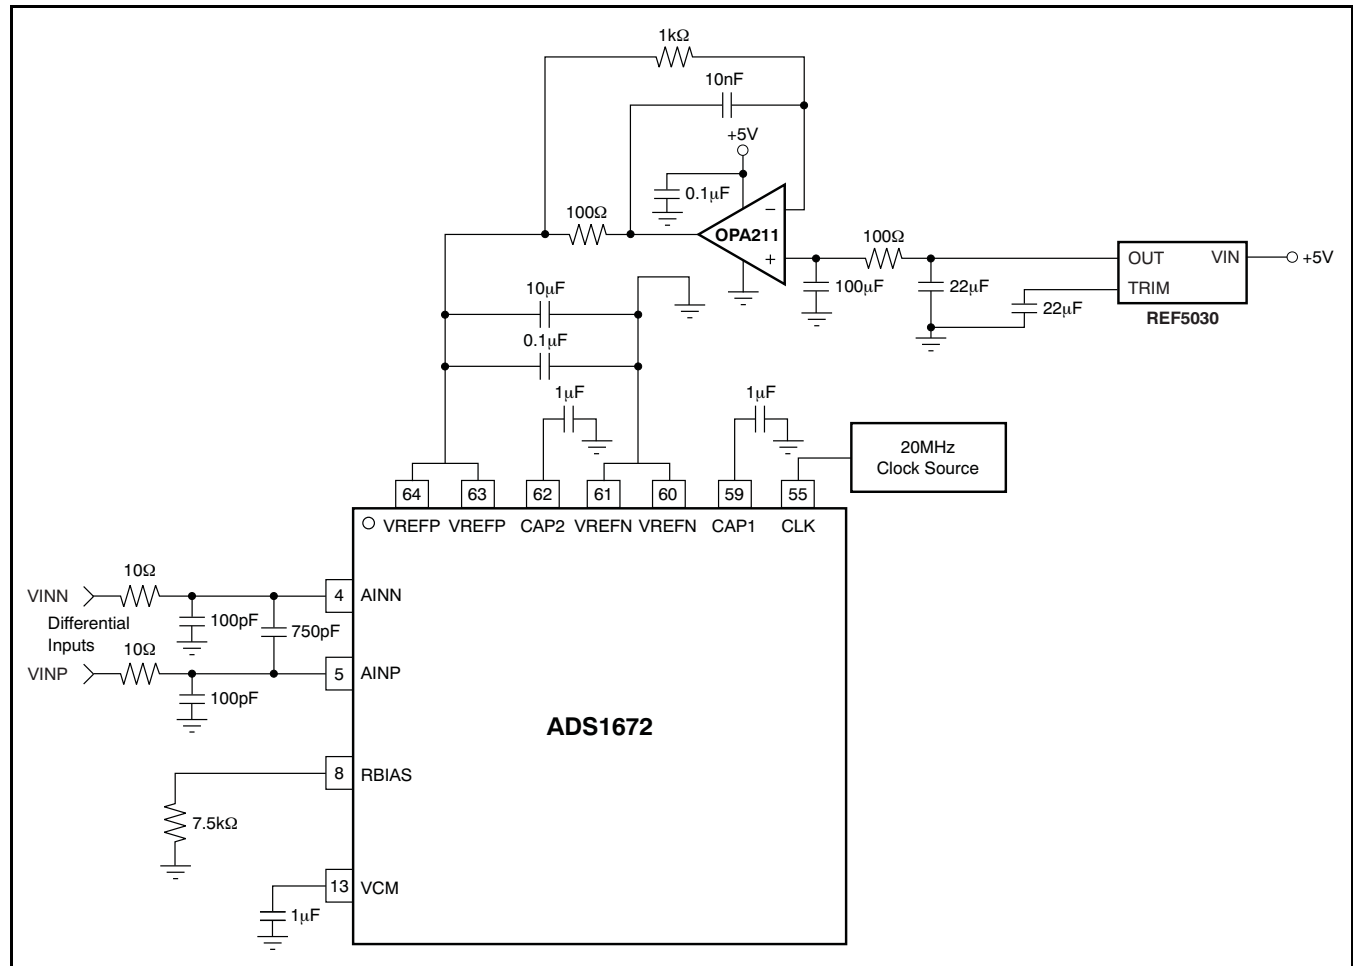 1kΩ
10nF
+5V
0.1μF
100Ω
OPA211
−
+
100Ω
100μF
22μF
22μF
OUT
VIN
TRIM
REF5030
+5V
10μF
0.1μF
1μF
1μF
20MHz
Clock Source
64
63
62
61
60
59
55
VREFP
VREFP
CAP2
VREFN
VREFN
CAP1
CLK
VINN
10Ω
100pF
750pF
4
AINN
Differential
Inputs
VINP
10Ω
100pF
5
AINP
ADS1672
8
RBIAS
7.5kΩ
13
VCM
1μF